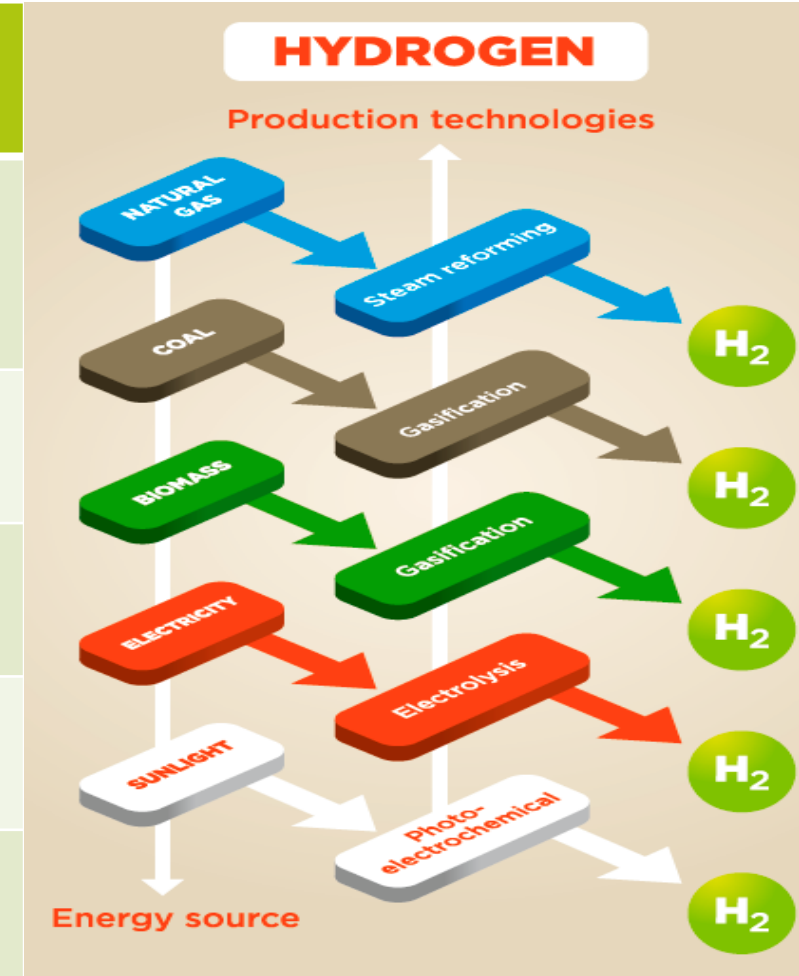 HYDROGEN
Production technologies
NATURAL
GAS
Steam reforming
H2
COAL
Gasification
H2
BIOMASS
Gasification
H2
ELECTRICITY
Electrolysis
H2
SUNLIGHT
Photo-
electrochemical
H2
Energy source